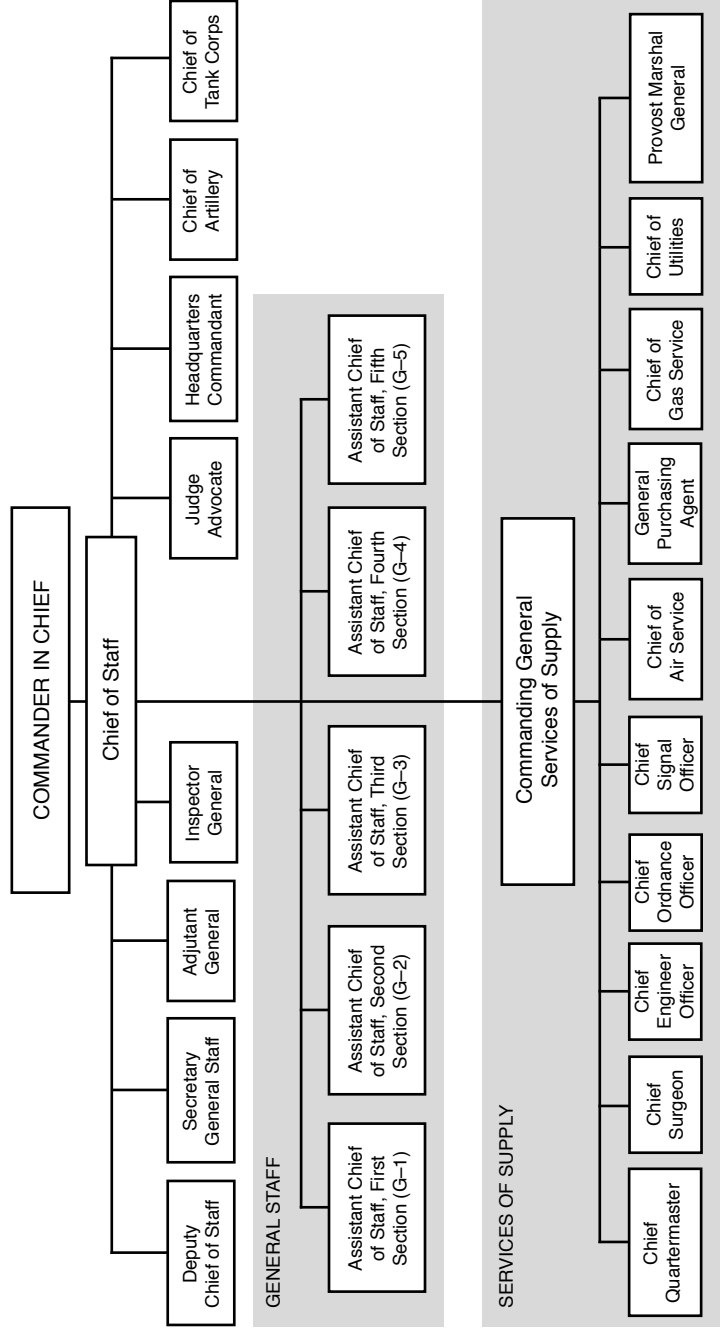 COMMANDER IN CHIEF
Chief of Staff
Deputy
Chief of Staff
Secretary
General Staff
Adjutant
General
Inspector
General
Judge
Advocate
Headquarters
Commandant
Chief of
Artillery
Chief of
Tank Corps
GENERAL STAFF
Assistant Chief
of Staff, First
Section (G–1)
Assistant Chief
of Staff, Second
Section (G–2)
Assistant Chief
of Staff, Third
Section (G–3)
Assistant Chief
of Staff, Fourth
Section (G–4)
Assistant Chief
of Staff, Fifth
Section (G–5)
SERVICES OF SUPPLY
Commanding General
Services of Supply
Chief
Quartermaster
Chief
Surgeon
Chief
Engineer
Officer
Chief
Ordnance
Officer
Chief
Signal
Officer
Chief of
Air Service
General
Purchasing
Agent
Chief of
Gas Service
Chief of
Utilities
Provost Marshal
General